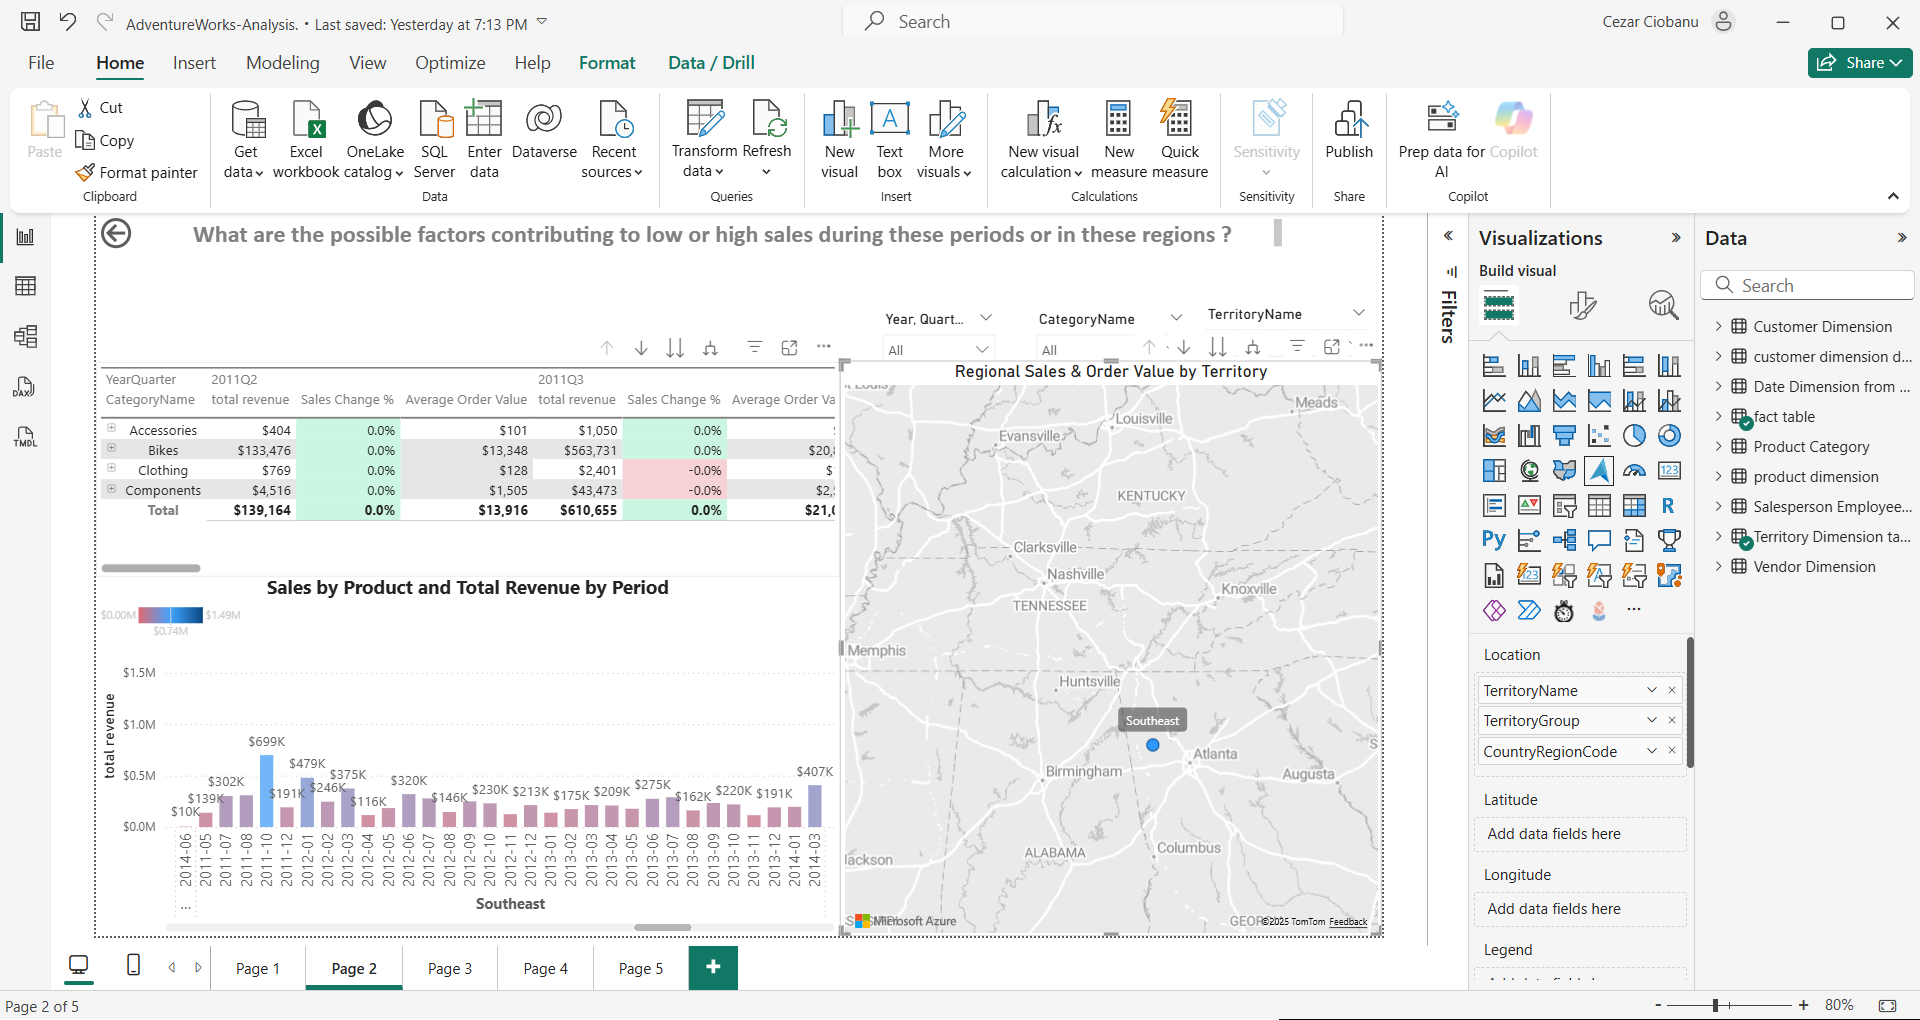 AdventureWorks-Analysis. • Last saved: Yesterday at 7:13 PM
Search
Cezar Ciobanu
File Home Insert Modeling View Optimize Help Format Data / Drill
Share
Paste
Cut
Copy
Format painter
Clipboard
Get data
Excel workbook
OneLake catalog
SQL Server
Enter data
Dataverse
Recent sources
Data
Transform data
Refresh
Queries
New visual
Text box
More visuals
Insert
New visual calculation
New measure
Quick measure
Calculations
Sensitivity
Sensitivity
Publish
Share
Prep data for AI
Copilot
Copilot
What are the possible factors contributing to low or high sales during these periods or in these regions ?
Year, Quart...
All
CategoryName
All
TerritoryName
YearQuarter 2011Q2 2011Q3
CategoryName total revenue Sales Change % Average Order Value total revenue Sales Change % Average Order Va
Accessories $404 0.0% $101 $1,050 0.0%
Bikes $133,476 0.0% $13,348 $563,731 0.0% $20,
Clothing $769 0.0% $128 $2,401 -0.0%
Components $4,516 0.0% $1,505 $43,473 -0.0% $2,
Total $139,164 0.0% $13,916 $610,655 0.0% $21,
Sales by Product and Total Revenue by Period
$0.00M $1.49M
$0.74M
total revenue
$1.5M
$1.0M
$0.5M
$0.0M
$10K
$139K
$302K
$699K
$191K
$479K
$246K
$375K
$116K
$320K
$146K
$230K
$213K
$175K
$209K
$275K
$162K
$220K
$191K
$407K
2014-06
2011-05
2011-07
2011-08
2011-10
2011-12
2012-01
2012-02
2012-03
2012-04
2012-05
2012-06
2012-07
2012-08
2012-09
2012-10
2012-11
2012-12
2013-01
2013-02
2013-03
2013-04
2013-05
2013-06
2013-07
2013-08
2013-09
2013-10
2013-11
2013-12
2014-01
2014-03
...
Southeast
Regional Sales & Order Value by Territory
Meads
Louisville
Evansville
KENTUCKY
Clarksville
Nashville
Knoxville
TENNESSEE
Memphis
Huntsville
Southeast
Atlanta
Birmingham
Augusta
Columbus
ALABAMA
Jackson
Microsoft Azure
©2025 TomTom Feedback
Filters
Visualizations
Build visual
Location
TerritoryName
TerritoryGroup
CountryRegionCode
Latitude
Add data fields here
Longitude
Add data fields here
Legend
Data
Search
Customer Dimension
customer dimension d...
Date Dimension from ...
fact table
Product Category
product dimension
Salesperson Employee...
Territory Dimension ta...
Vendor Dimension
DAX
TMDL
Page 1 Page 2 Page 3 Page 4 Page 5
Page 2 of 5
- + 80%